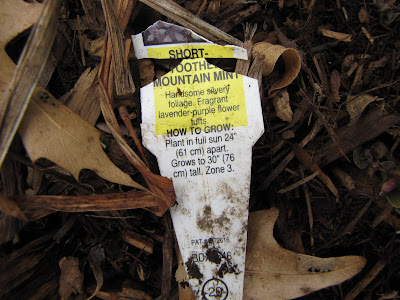 SHORT-
TOOTHED
MOUNTAIN MINT
Handsome silvery
foliage. Fragrant
lavender-purple flower
tufts.
HOW TO GROW:
Plant in full sun 24"
(61 cm) apart.
Grows to 30" (76
cm) tall. Zone 3.
PAT.